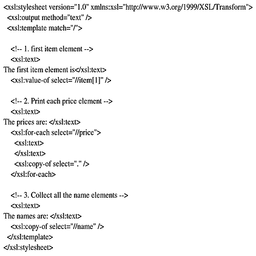 <xsl:stylesheet version="1.0" xmlns:xsl="http://www.w3.org/1999/XSL/Transform">
<xsl:output method="text" />
<xsl:template match="/">
<!-- 1. first item element -->
<xsl:text>
The first item element is</xsl:text>
<xsl:value-of select="//item[1]" />
<!-- 2. Print each price element -->
<xsl:text>
The prices are: </xsl:text>
<xsl:for-each select="//price">
<xsl:text>
</xsl:text>
<xsl:copy-of select="." />
</xsl:for-each>
<!-- 3. Collect all the name elements -->
<xsl:text>
The names are: </xsl:text>
<xsl:copy-of select="//name" />
</xsl:template>
</xsl:stylesheet>